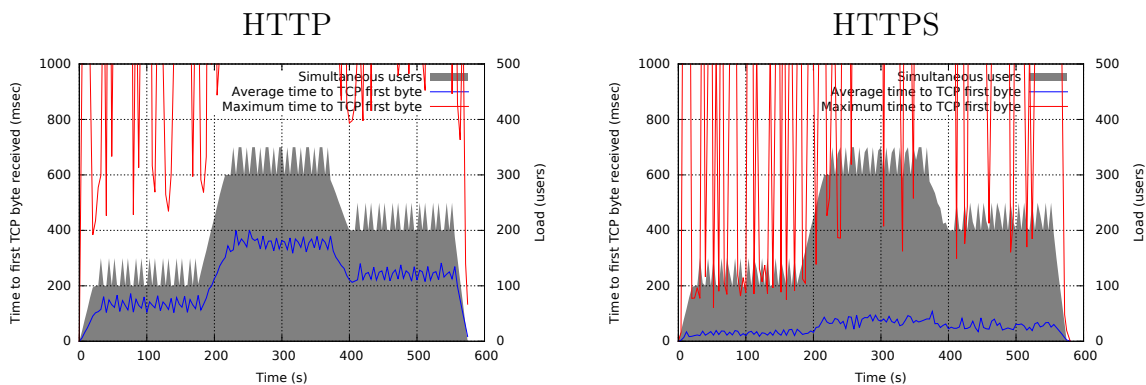 HTTP
Time to first TCP byte received (msec)
1000
800
600
400
200
0
500
400
300
200
100
0
Load (users)
Simultaneous users
Average time to TCP first byte
Maximum time to TCP first byte
0 100 200 300 400 500 600
Time (s)
HTTPS
Time to first TCP byte received (msec)
1000
800
600
400
200
0
500
400
300
200
100
0
Load (users)
Simultaneous users
Average time to TCP first byte
Maximum time to TCP first byte
0 100 200 300 400 500 600
Time (s)